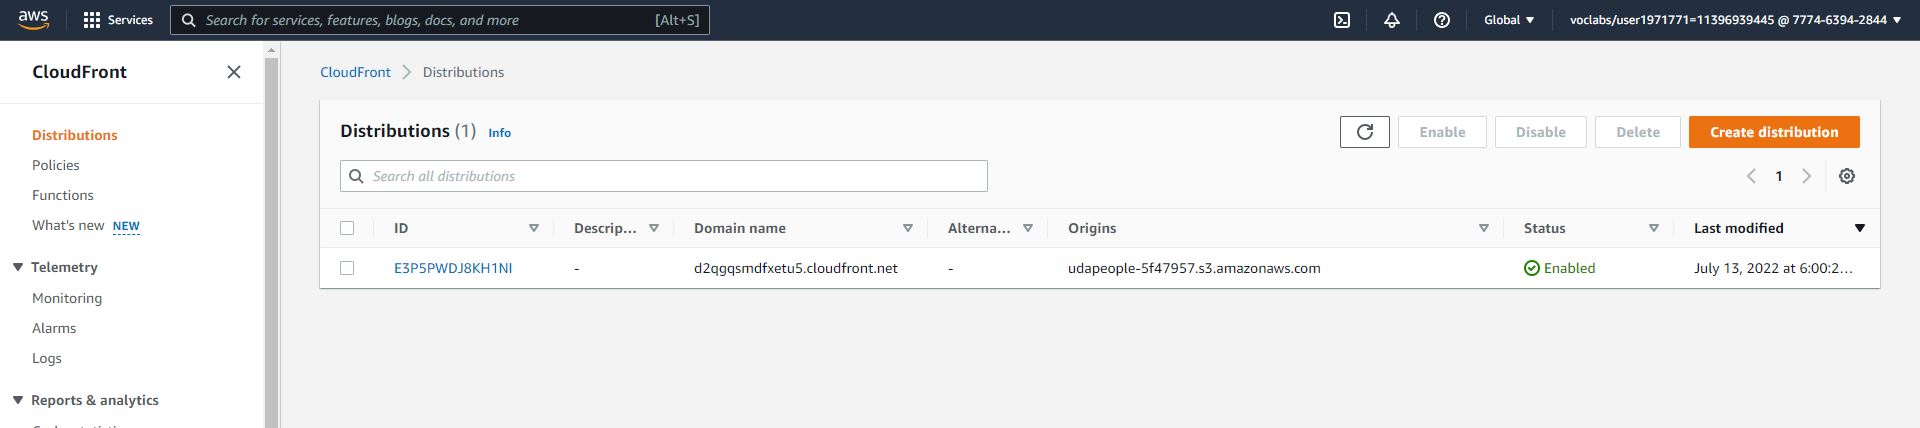 aws Services Search for services, features, blogs, docs, and more [Alt+S] Global voclabs/user1971771=11396939445 @ 7774-6394-2844
CloudFront
Distributions
Policies
Functions
What's new NEW
Telemetry
Monitoring
Alarms
Logs
Reports & analytics
CloudFront Distributions
Distributions (1) Info Enable Disable Delete Create distribution
Search all distributions 1
ID Descrip... Domain name Alterna... Origins Status Last modified
E3P5PWDJ8KH1NI - d2qgqsmdfxetu5.cloudfront.net - udapeople-5f47957.s3.amazonaws.com Enabled July 13, 2022 at 6:00:2...